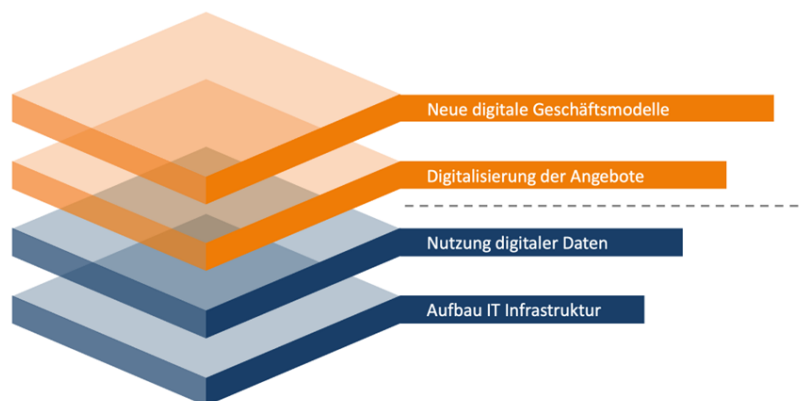 Neue digitale Geschäftsmodelle
Digitalisierung der Angebote
Nutzung digitaler Daten
Aufbau IT Infrastruktur